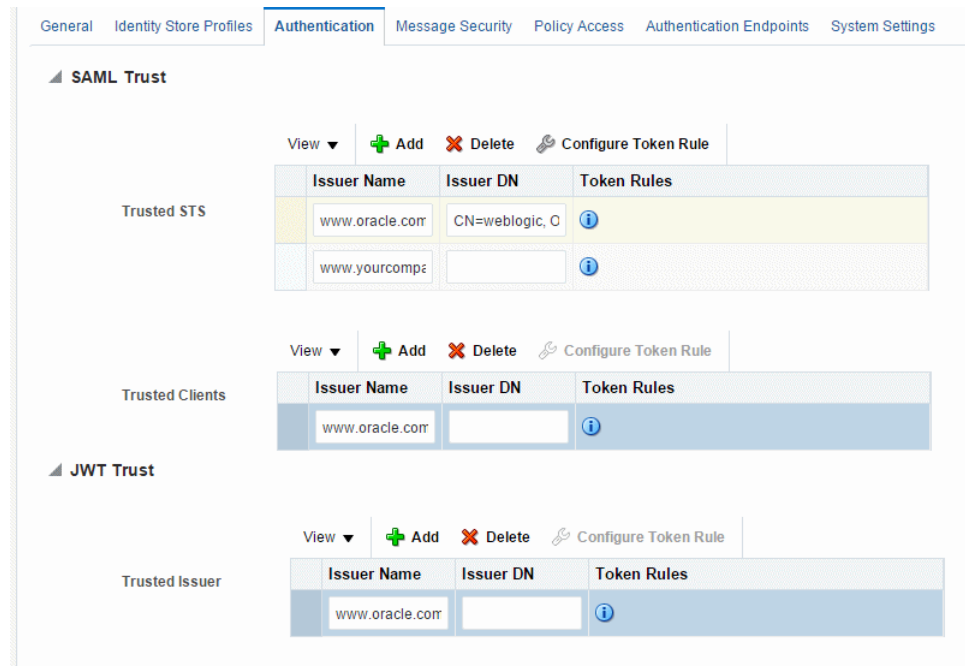 General Identity Store Profiles Authentication Message Security Policy Access Authentication Endpoints System Settings
SAML Trust
View Add Delete Configure Token Rule
Issuer Name Issuer DN Token Rules
Trusted STS
www.oracle.com CN=weblogic, O
www.yourcompa
View Add Delete Configure Token Rule
Issuer Name Issuer DN Token Rules
Trusted Clients
www.oracle.com
JWT Trust
View Add Delete Configure Token Rule
Issuer Name Issuer DN Token Rules
Trusted Issuer
www.oracle.com